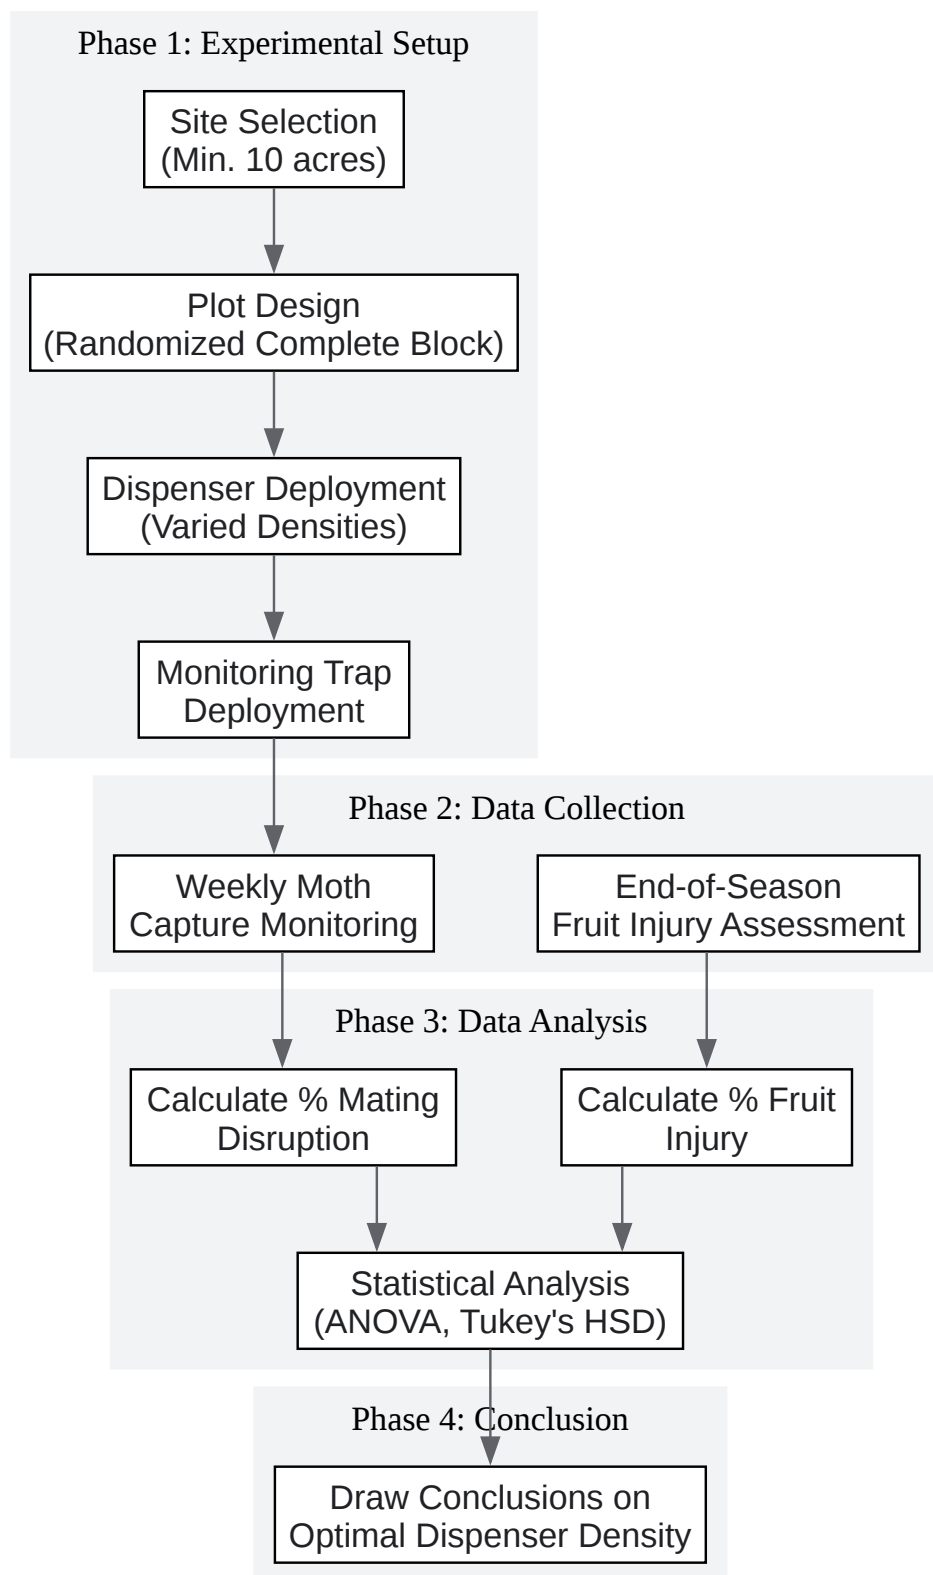 Phase 1: Experimental Setup
Site Selection
(Min. 10 acres)
Plot Design
(Randomized Complete Block)
Dispenser Deployment
(Varied Densities)
Monitoring Trap
Deployment
Phase 2: Data Collection
Weekly Moth
Capture Monitoring
End-of-Season
Fruit Injury Assessment
Phase 3: Data Analysis
Calculate % Mating
Disruption
Calculate % Fruit
Injury
Statistical Analysis
(ANOVA, Tukey's HSD)
Phase 4: Conclusion
Draw Conclusions on
Optimal Dispenser Density